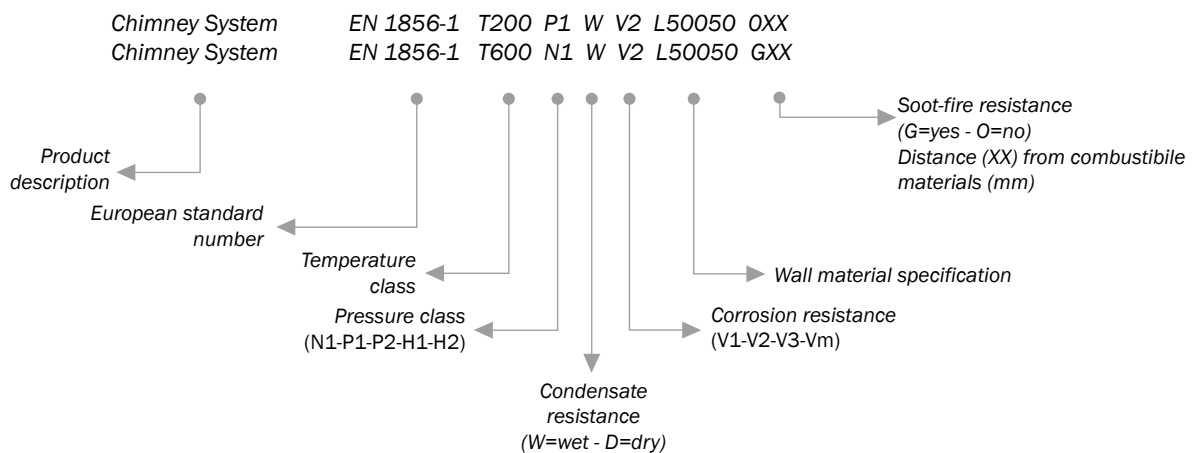 Chimney System EN 1856-1 T200 P1 W V2 L50050 0XX
Chimney System EN 1856-1 T600 N1 W V2 L50050 GXX
Soot-fire resistance
(G=yes - O=no)
Distance (XX) from combustibile
materials (mm)
Product
description
European standard
number
Temperature
class
Wall material specification
Pressure class
(N1-P1-P2-H1-H2)
Corrosion resistance
(V1-V2-V3-Vm)
Condensate
resistance
(W=wet - D=dry)